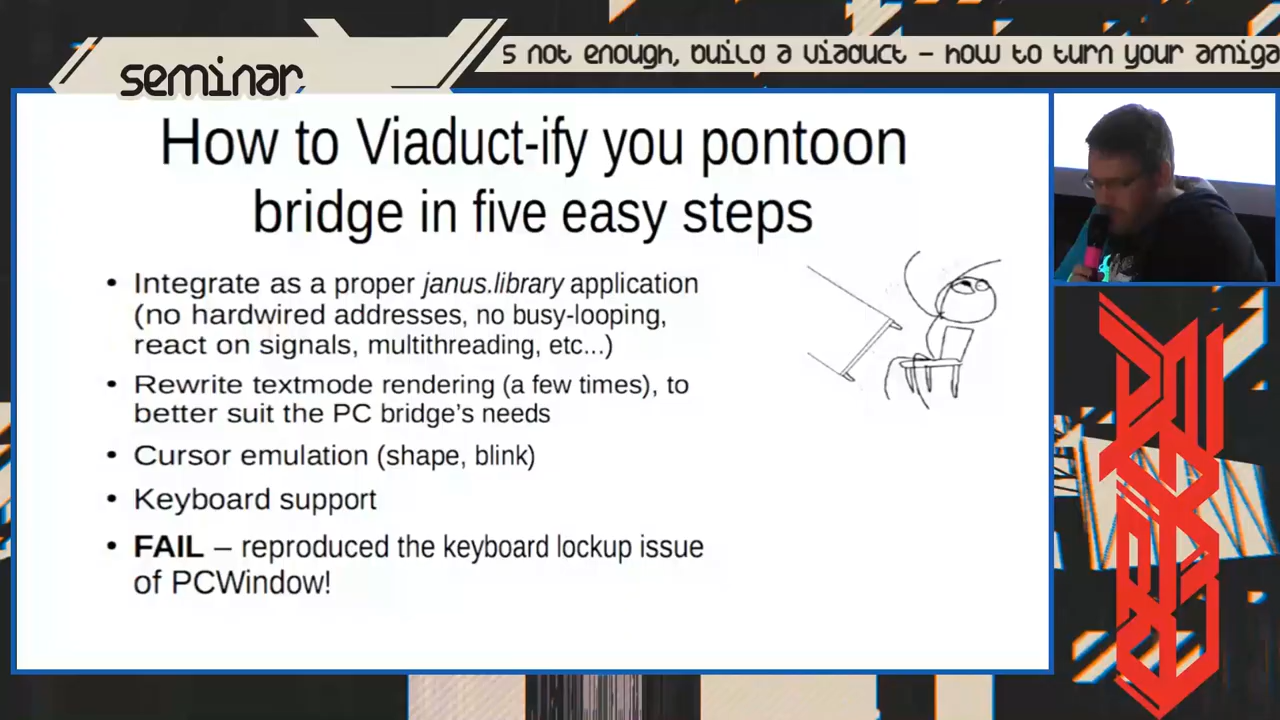 seminar
s not enough, build a viaduct – how to turn your amiga
How to Viaduct-ify you pontoon
bridge in five easy steps
• Integrate as a proper janus.library application
(no hardwired addresses, no busy-looping,
react on signals, multithreading, etc...)
• Rewrite textmode rendering (a few times), to
better suit the PC bridge's needs
• Cursor emulation (shape, blink)
• Keyboard support
• FAIL – reproduced the keyboard lockup issue
of PCWindow!